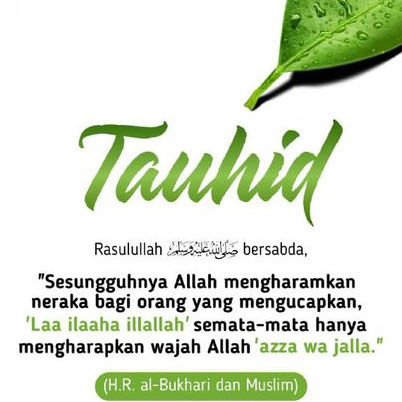 Tauhid
Rasulullah ﷺ bersabda,
"Sesungguhnya Allah mengharamkan
neraka bagi orang yang mengucapkan,
'Laa ilaaha illallah' semata-mata hanya
mengharapkan wajah Allah 'azza wa jalla."
(H.R. al-Bukhari dan Muslim)